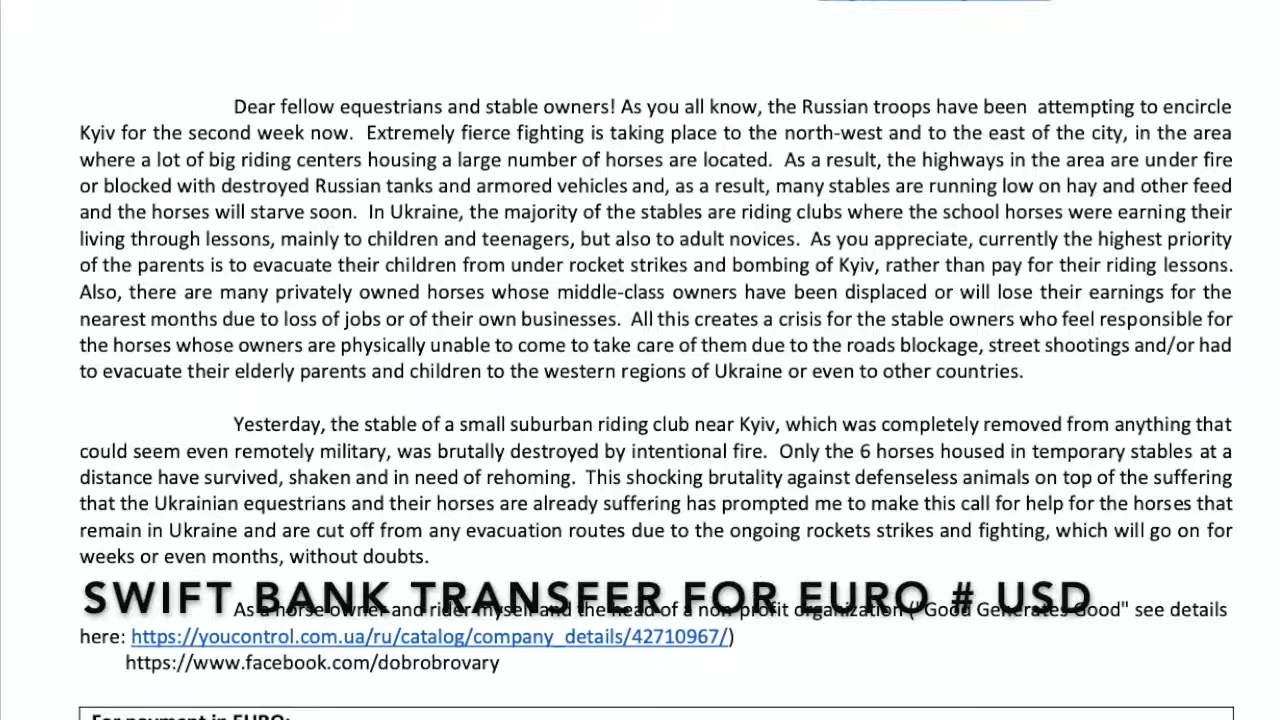 Dear fellow equestrians and stable owners! As you all know, the Russian troops have been attempting to encircle
Kyiv for the second week now. Extremely fierce fighting is taking place to the north-west and to the east of the city, in the area
where a lot of big riding centers housing a large number of horses are located. As a result, the highways in the area are under fire
or blocked with destroyed Russian tanks and armored vehicles and, as a result, many stables are running low on hay and other feed
and the horses will starve soon. In Ukraine, the majority of the stables are riding clubs where the school horses were earning their
living through lessons, mainly to children and teenagers, but also to adult novices. As you appreciate, currently the highest priority
of the parents is to evacuate their children from under rocket strikes and bombing of Kyiv, rather than pay for their riding lessons.
Also, there are many privately owned horses whose middle-class owners have been displaced or will lose their earnings for the
nearest months due to loss of jobs or of their own businesses. All this creates a crisis for the stable owners who feel responsible for
the horses whose owners are physically unable to come to take care of them due to the roads blockage, street shootings and/or had
to evacuate their elderly parents and children to the western regions of Ukraine or even to other countries.
Yesterday, the stable of a small suburban riding club near Kyiv, which was completely removed from anything that
could seem even remotely military, was brutally destroyed by intentional fire. Only the 6 horses housed in temporary stables at a
distance have survived, shaken and in need of rehoming. This shocking brutality against defenseless animals on top of the suffering
that the Ukrainian equestrians and their horses are already suffering has prompted me to make this call for help for the horses that
remain in Ukraine and are cut off from any evacuation routes due to the ongoing rockets strikes and fighting, which will go on for
weeks or even months, without doubts.
SWIFT BANK TRANSFER FOR EURO # USD
As a horse owner and rider myself and the head of a non-profit organization ("Good Generates Good" see details
here: https://youcontrol.com.ua/ru/catalog/company_details/42710967/)
https://www.facebook.com/dobrobrovary
For payment in EURO: